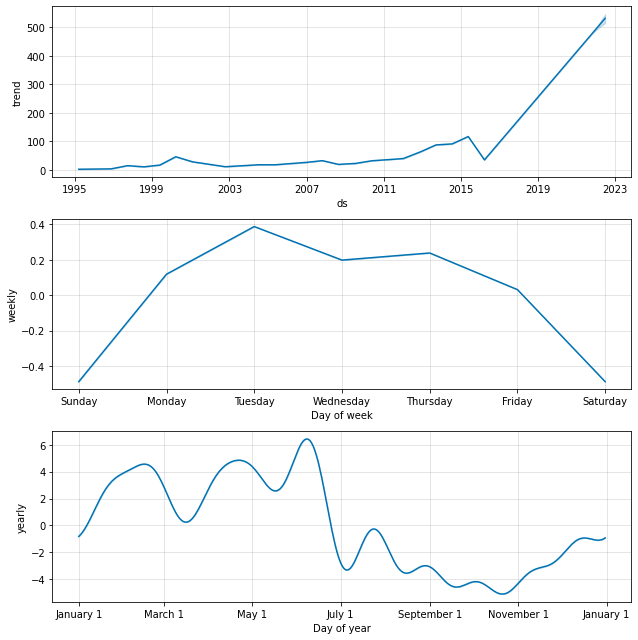 500
400
300
200
100
0
trend
1995 1999 2003 2007 2011 2015 2019 2023
ds
0.4
0.2
0.0
−0.2
−0.4
weekly
Sunday Monday Tuesday Wednesday Thursday Friday Saturday
Day of week
6
4
2
0
−2
−4
yearly
January 1 March 1 May 1 July 1 September 1 November 1 January 1
Day of year